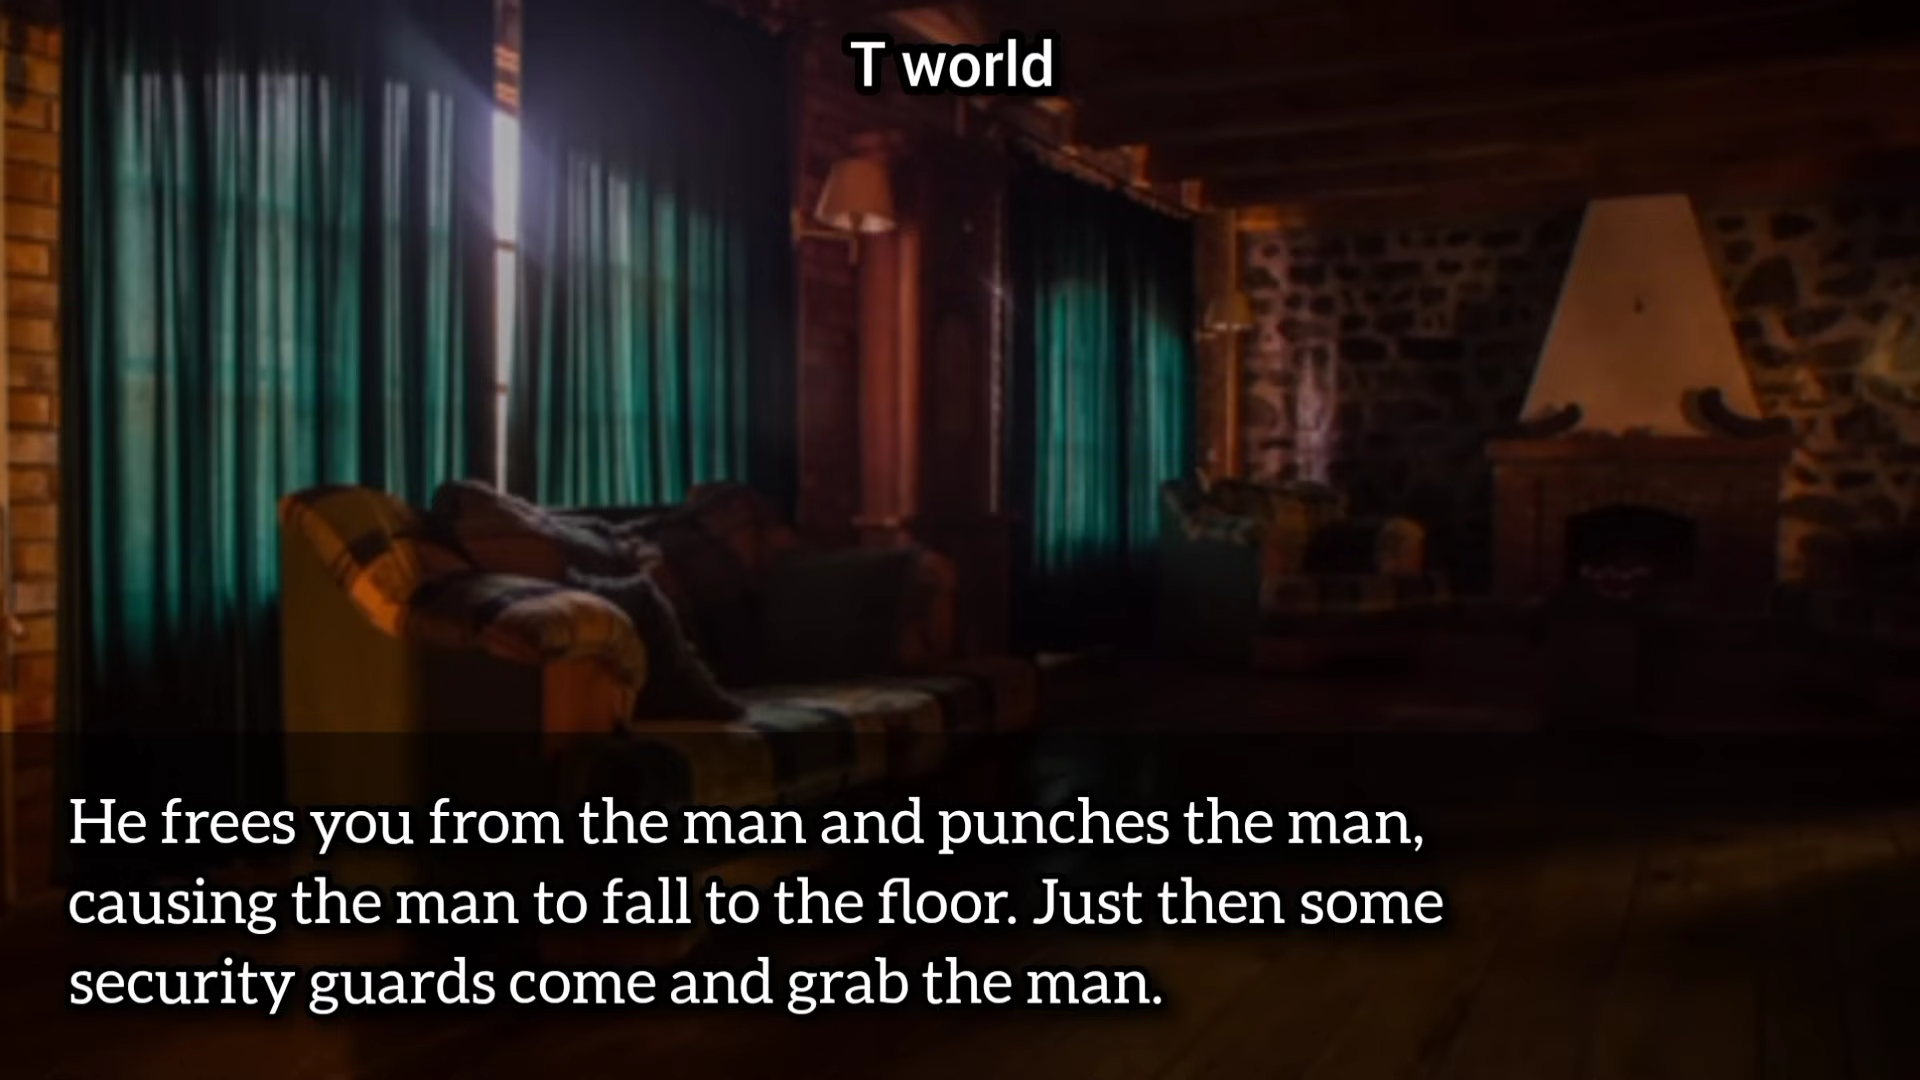 T world
He frees you from the man and punches the man,
causing the man to fall to the floor. Just then some
security guards come and grab the man.